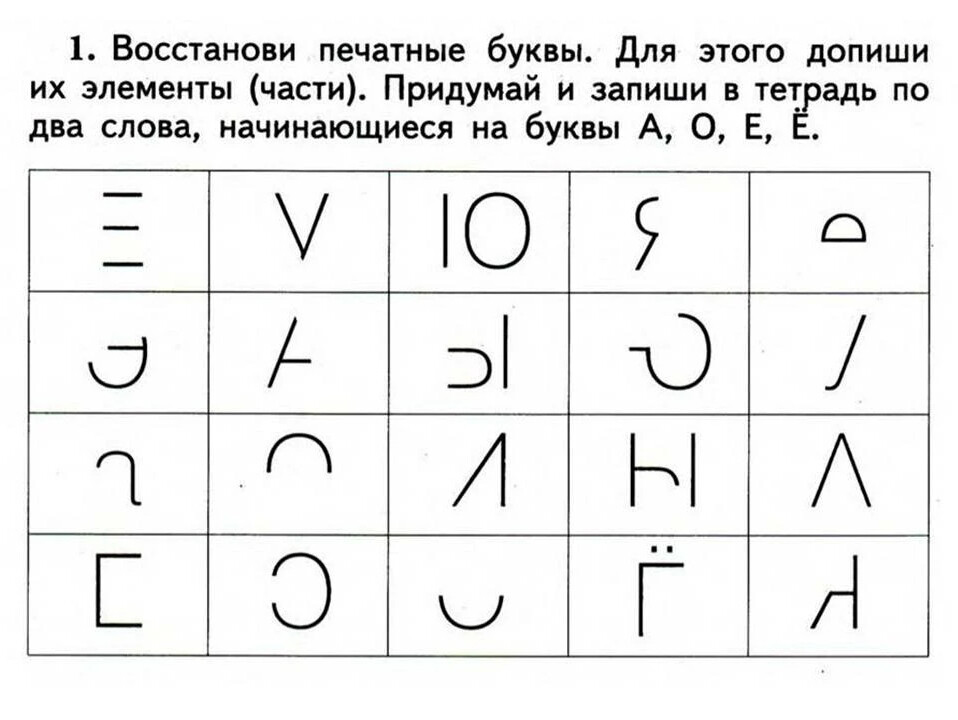 1. Восстанови печатные буквы. Для этого допиши
их элементы (части). Придумай и запиши в тетрадь по
два слова, начинающиеся на буквы А, О, Е, Ё.